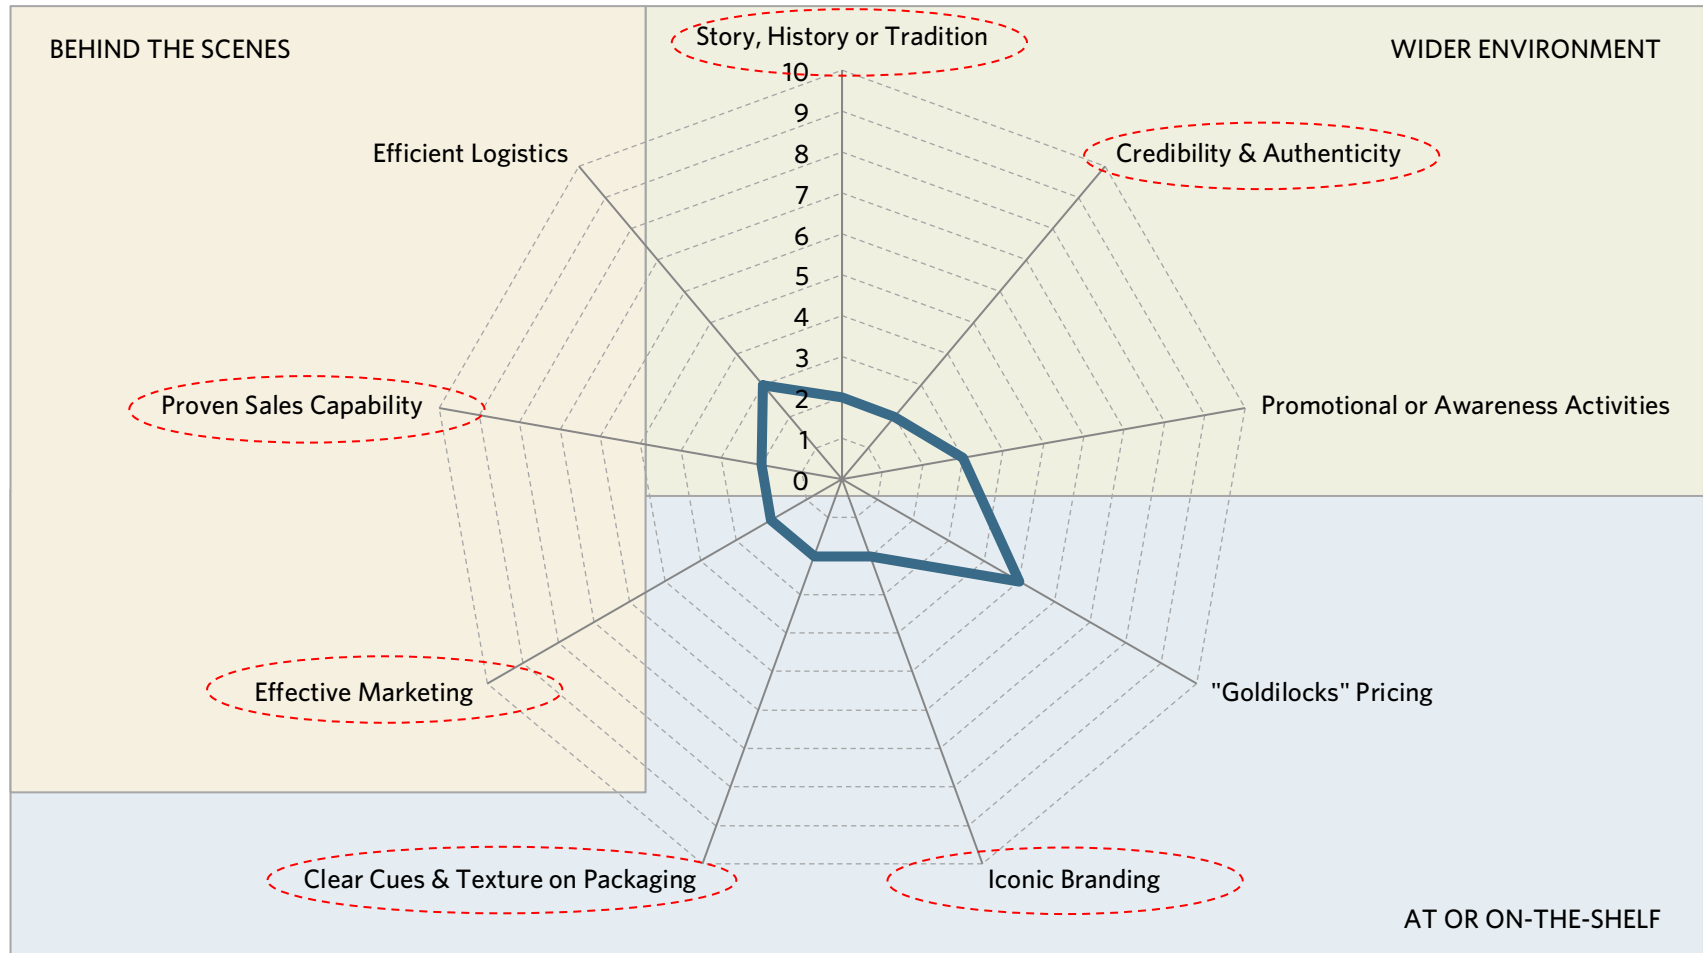 BEHIND THE SCENES
Story, History or Tradition
WIDER ENVIRONMENT
10
9
8
7
6
5
4
3
2
1
0
Efficient Logistics
Credibility & Authenticity
Proven Sales Capability
Promotional or Awareness Activities
Effective Marketing
"Goldilocks" Pricing
Clear Cues & Texture on Packaging
Iconic Branding
AT OR ON-THE-SHELF